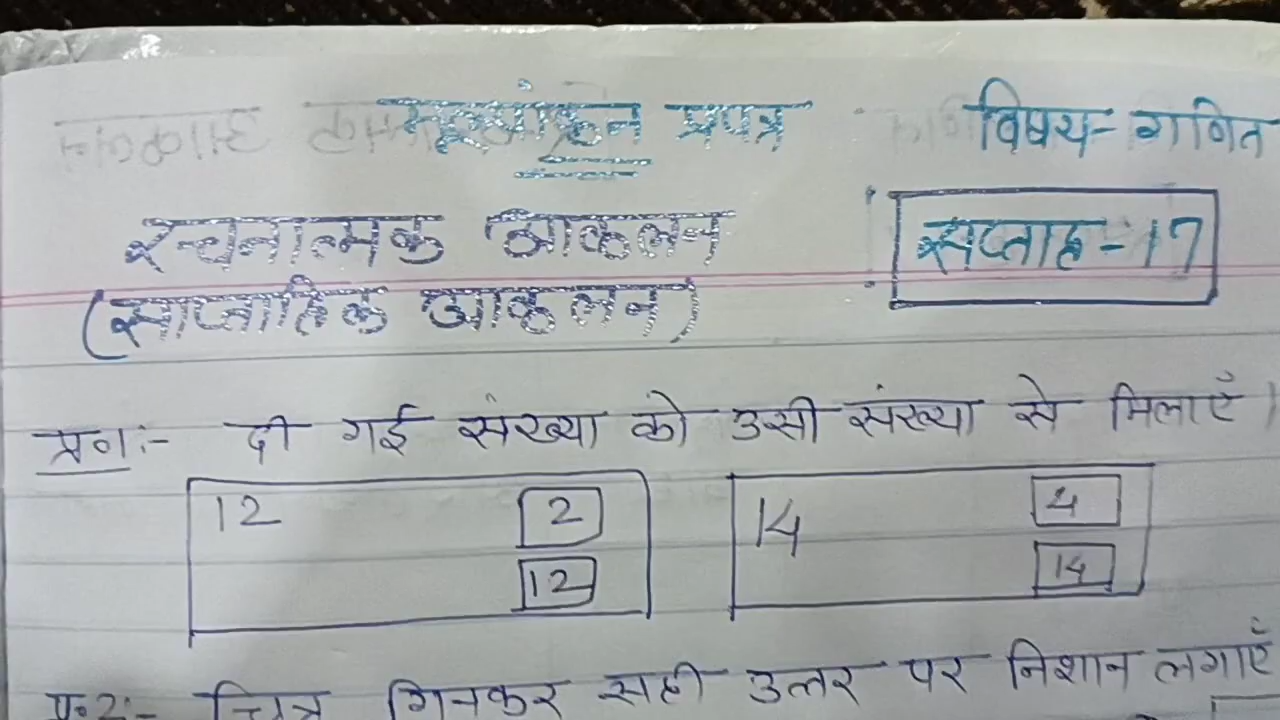 मूल्यांकन प्रपत्र
विषय- गणित
रचनात्मक आकलन
सप्ताह-17
(साप्ताहिक आकलन)
प्र01:- दी गई संख्या को उसी संख्या से मिलाएँ।
12 2 14 4
12 14
प्र.2:- चित्र गिनकर सही उत्तर पर निशान लगाएँ